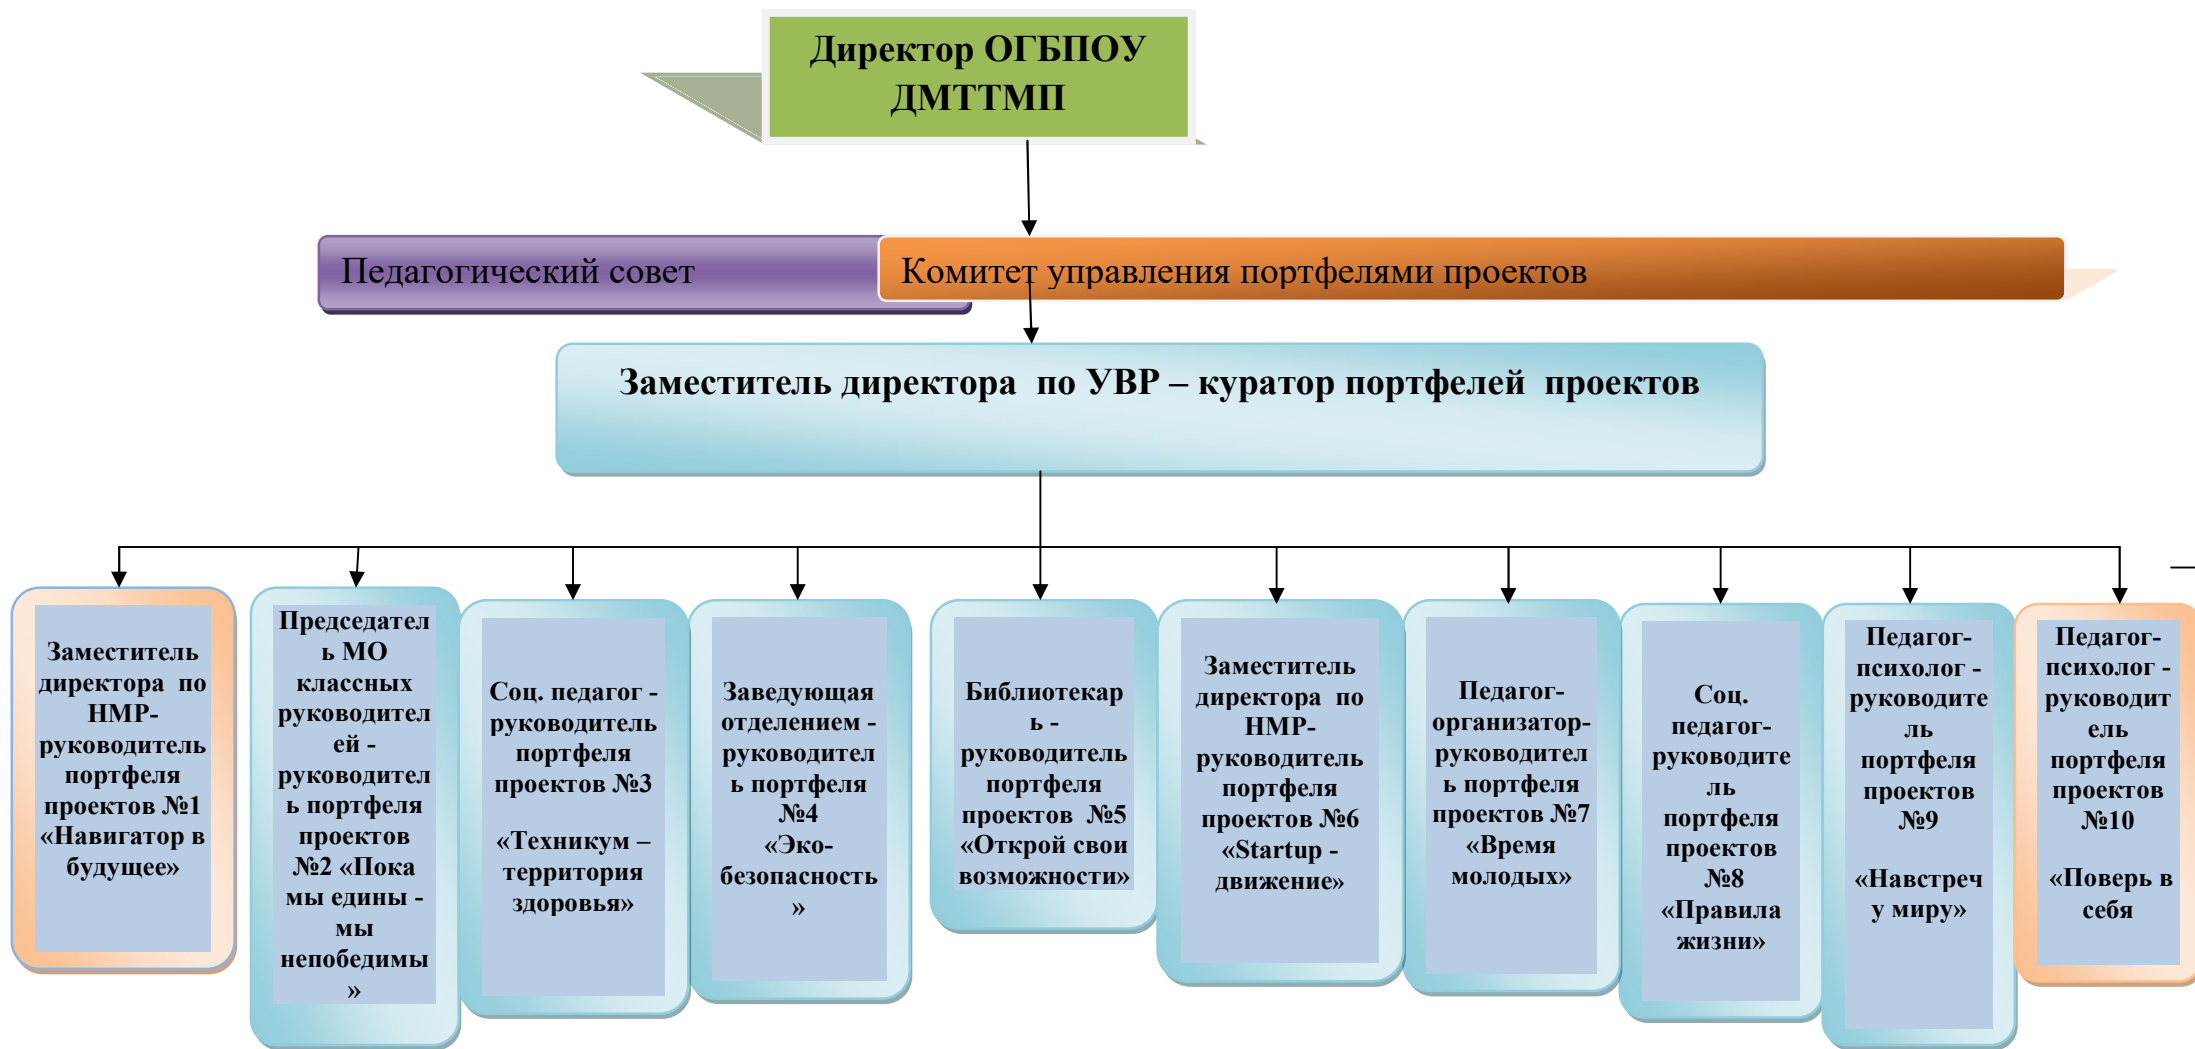 Директор ОГБПОУ
ДМТТМП
Педагогический совет
Комитет управления портфелями проектов
Заместитель директора  по УВР – куратор портфелей  проектов
Заместитель
директора  по
НМР-
руководитель
портфеля
проектов №1
«Навигатор в
будущее»
Председател
ь МО
классных
руководител
ей -
руководител
ь портфеля
проектов
№2 «Пока
мы едины -
мы
непобедимы
»
Соц. педагог -
руководитель
портфеля
проектов №3
«Техникум –
территория
здоровья»
Заведующая
отделением -
руководител
ь портфеля
№4
«Эко-
безопасность
»
Библиотекар
ь -
руководитель
портфеля
проектов  №5
«Открой свои
возможности»
Заместитель
директора  по
НМР-
руководитель
портфеля
проектов №6
«Startup -
движение»
Педагог-
организатор-
руководител
ь портфеля
проектов №7
«Время
молодых»
Соц.
педагог-
руководите
ль
портфеля
проектов
№8
«Правила
жизни»
Педагог-
психолог -
руководите
ль
портфеля
проектов
№9
«Навстреч
у миру»
Педагог-
психолог -
руководит
ель
портфеля
проектов
№10
«Поверь в
себя